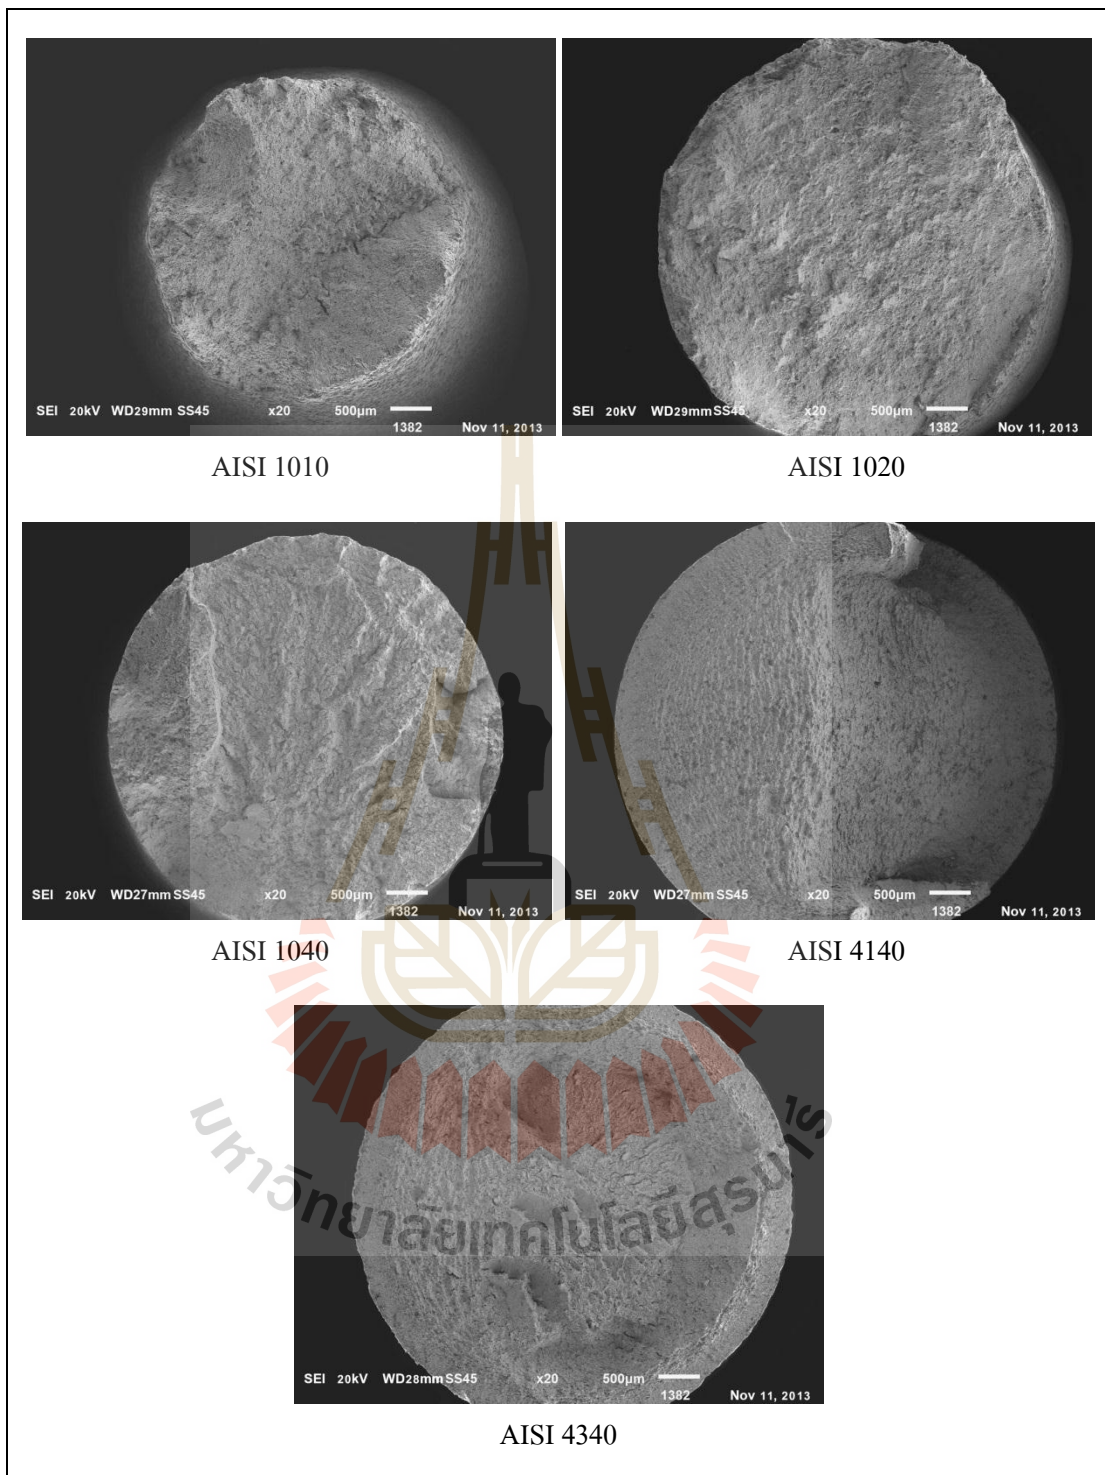 SEI 20kV WD29mm SS45 x20 500µm
1382 Nov 11, 2013
SEI 20kV WD29mm SS45 x20 500µm
1382 Nov 11, 2013
AISI 1010
AISI 1020
SEI 20kV WD27mm SS45 x20 500µm
1382 Nov 11, 2013
SEI 20kV WD27mm SS45 x20 500µm
1382 Nov 11, 2013
AISI 1040
AISI 4140
มหาวิทยาลัยเทคโนโลยีสุรนารี
SEI 20kV WD28mm SS45 x20 500µm
1382 Nov 11, 2013
AISI 4340